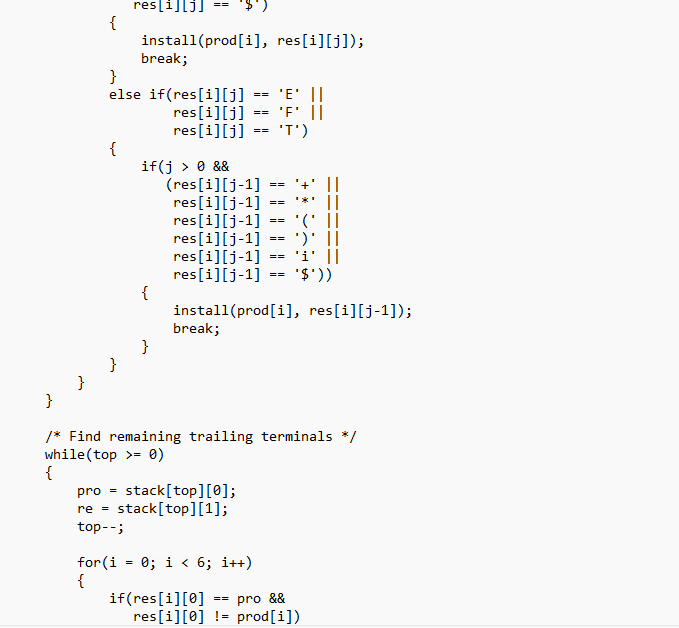 res[i][j] == '$')
{
install(prod[i], res[i][j]);
break;
}
else if(res[i][j] == 'E' ||
res[i][j] == 'F' ||
res[i][j] == 'T')
{
if(j > 0 &&
(res[i][j-1] == '+' ||
res[i][j-1] == '*' ||
res[i][j-1] == '(' ||
res[i][j-1] == ')' ||
res[i][j-1] == 'i' ||
res[i][j-1] == '$'))
{
install(prod[i], res[i][j-1]);
break;
}
}
}
}
/* Find remaining trailing terminals */
while(top >= 0)
{
pro = stack[top][0];
re = stack[top][1];
top--;
for(i = 0; i < 6; i++)
{
if(res[i][0] == pro &&
res[i][0] != prod[i])